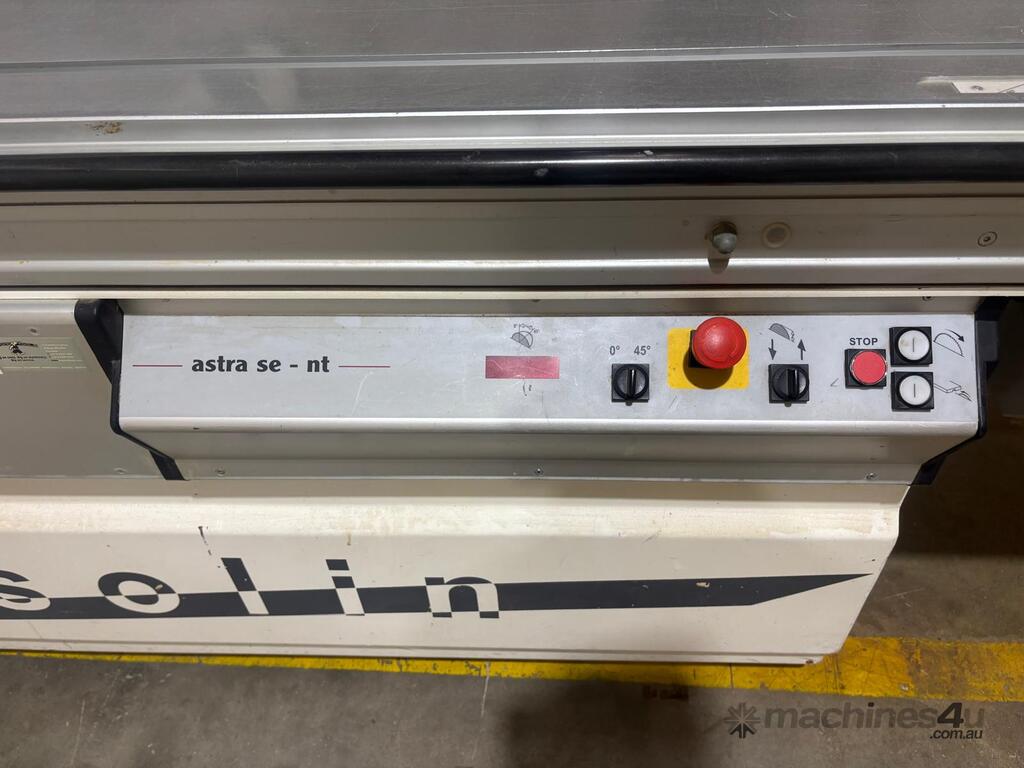 astra se - nt
0° 45°
STOP
solin
machines4u
.com.au